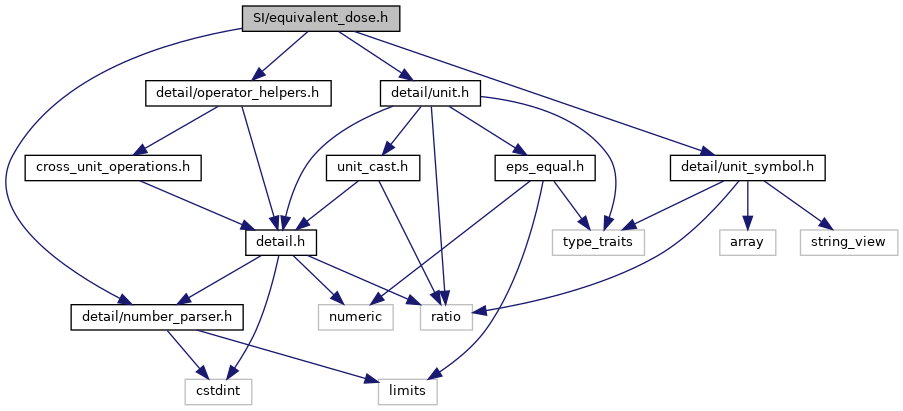 SI/equivalent_dose.h
detail/operator_helpers.h
detail/unit.h
cross_unit_operations.h
unit_cast.h
eps_equal.h
detail/unit_symbol.h
detail.h
type_traits
array
string_view
detail/number_parser.h
numeric
ratio
cstdint
limits